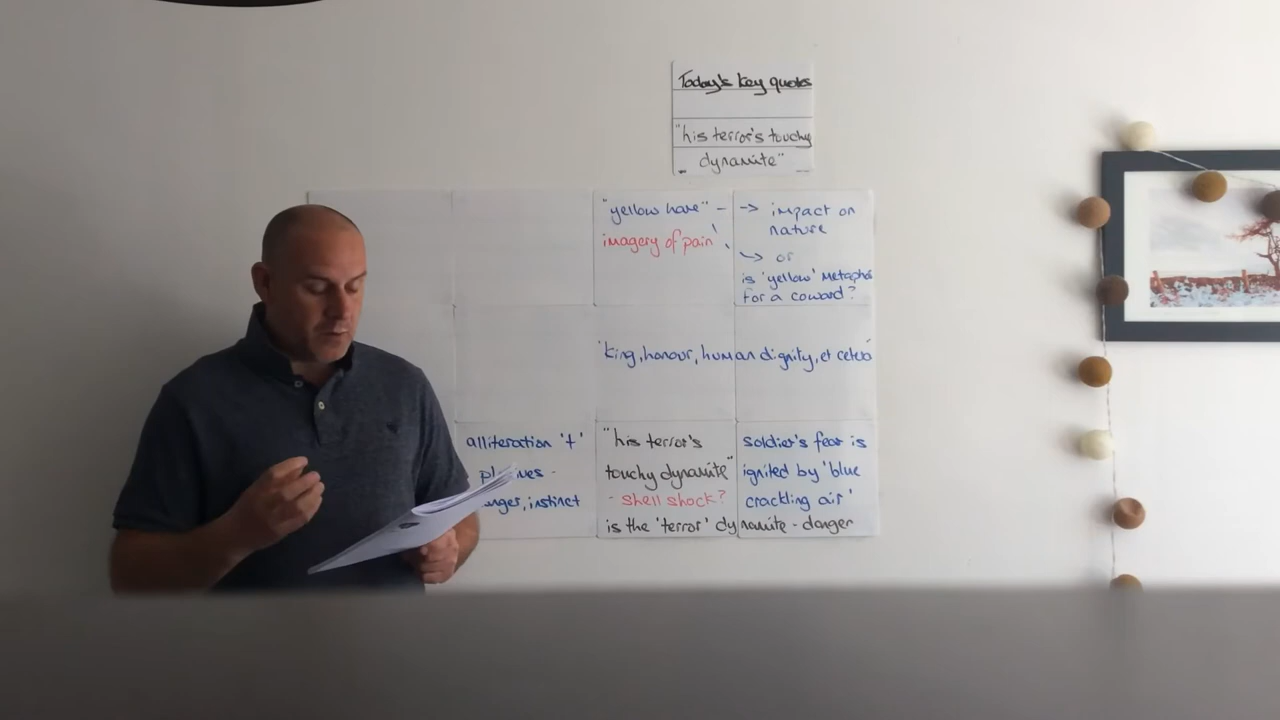 Today's key quotes
"his terror's touchy
dynamite"
"yellow hare" -
imagery of pain
-> impact on
nature
-> or
is 'yellow' metaphor
for a coward?
'king, honour, human dignity, et cetera'
alliteration 't'
-
instinct
"his terror's
touchy dynamite"
- shell shock?
is the 'terror' dynamite - danger
soldier's fear is
ignited by 'blue
crackling air'